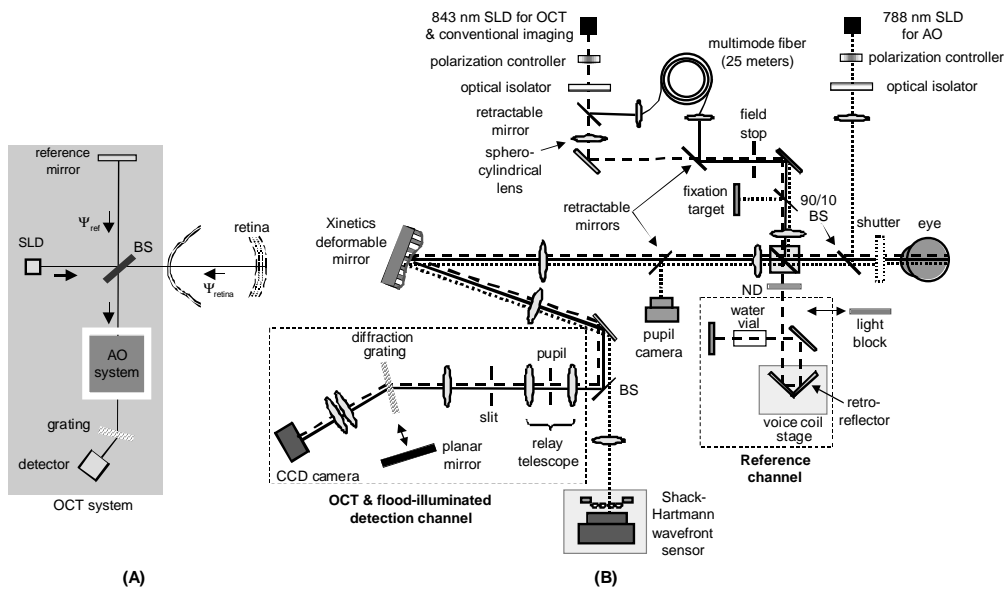 reference
mirror
Ψref
SLD
BS
retina
Ψretina
AO
system
grating
detector
OCT system
(A)
843 nm SLD for OCT
& conventional imaging
polarization controller
optical isolator
retractable
mirror
sphero-
cylindrical
lens
multimode fiber
(25 meters)
field
stop
fixation
target
retractable
mirrors
788 nm SLD
for AO
polarization controller
optical isolator
90/10
BS
shutter
eye
Xinetics
deformable
mirror
pupil
camera
ND
water
vial
light
block
retro-
reflector
voice coil
stage
Reference
channel
diffraction
grating
pupil
BS
slit
relay
telescope
planar
mirror
CCD camera
OCT & flood-illuminated
detection channel
Shack-
Hartmann
wavefront
sensor
(B)